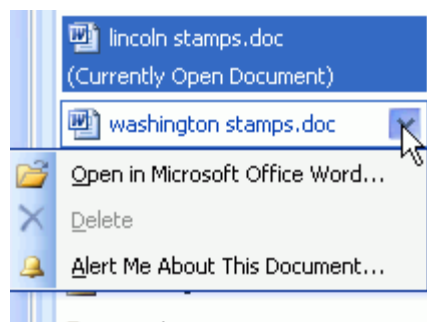 lincoln stamps.doc
(Currently Open Document)
washington stamps.doc
Open in Microsoft Office Word...
Delete
Alert Me About This Document...